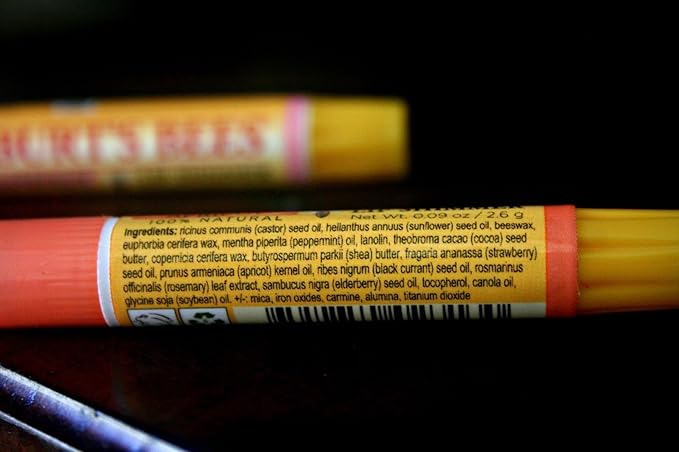 BURT'S BEES
100% NATURAL
LIP SHIMMER
Net Wt. 0.09 oz / 2.6 g
Ingredients: ricinus communis (castor) seed oil, helianthus annuus (sunflower) seed oil, beeswax,
euphorbia cerifera wax, mentha piperita (peppermint) oil, lanolin, theobroma cacao (cocoa) seed
butter, copernicia cerifera wax, butyrospermum parkii (shea) butter, fragaria ananassa (strawberry)
seed oil, prunus armeniaca (apricot) kernel oil, ribes nigrum (black currant) seed oil, rosmarinus
officinalis (rosemary) leaf extract, sambucus nigra (elderberry) seed oil, tocopherol, canola oil,
glycine soja (soybean) oil. +/-: mica, iron oxides, carmine, alumina, titanium dioxide